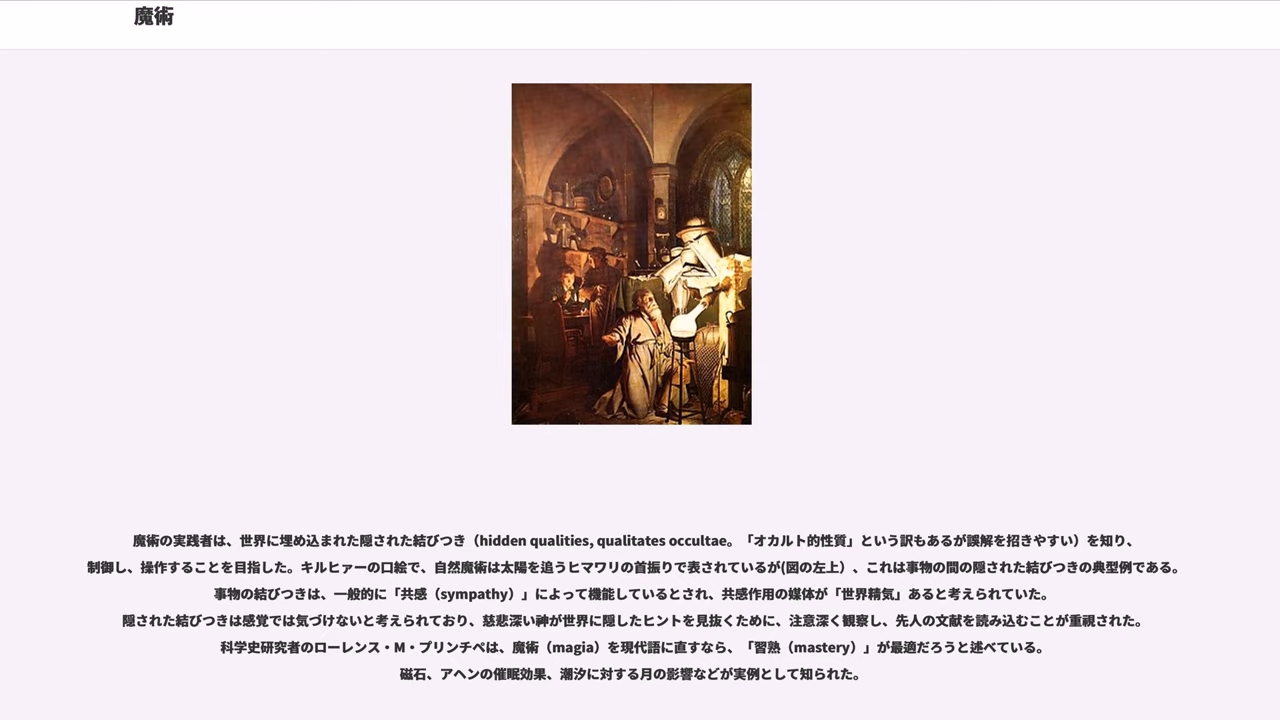 魔術
魔術の実践者は、世界に埋め込まれた隠された結びつき（hidden qualities, qualitates occultae。「オカルト的性質」という訳もあるが誤解を招きやすい）を知り、
制御し、操作することを目指した。キルヒァーの口絵で、自然魔術は太陽を追うヒマワリの首振りで表されているが(図の左上）、これは事物の間の隠された結びつきの典型例である。
事物の結びつきは、一般的に「共感（sympathy）」によって機能しているとされ、共感作用の媒体が「世界精気」あると考えられていた。
隠された結びつきは感覚では気づけないと考えられており、慈悲深い神が世界に隠したヒントを見抜くために、注意深く観察し、先人の文献を読み込むことが重視された。
科学史研究者のローレンス・M・プリンチペは、魔術（magia）を現代語に直すなら、「習熟（mastery）」が最適だろうと述べている。
磁石、アヘンの催眠効果、潮汐に対する月の影響などが実例として知られた。